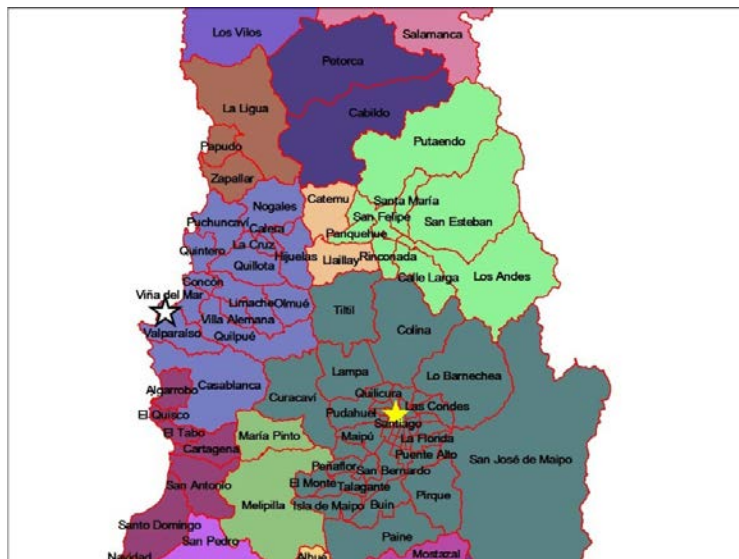 Los Vilos
Salamanca
Petorca
La Ligua
Cabildo
Putaendo
Papudo
Zapallar
Catemu
Santa María
Nogales
San Felipe
San Esteban
Puchuncaví
Calera
Panquehue
La Cruz
Quintero
Hijuelas
Llaillay
Rinconada
Quillota
Calle Larga
Los Andes
Concón
Viña del Mar
Limache
Olmué
Tiltil
Villa Alemana
Valparaíso
Quilpué
Colina
Lampa
Lo Barnechea
Casablanca
Algarrobo
Curacaví
Quilicura
Las Condes
El Quisco
Pudahuel
Santiago
El Tabo
María Pinto
Maipú
La Florida
Cartagena
Puente Alto
San José de Maipo
Peñaflor
San Bernardo
El Monte
San Antonio
Talagante
Pirque
Melipilla
Isla de Maipo
Buin
Santo Domingo
Paine
San Pedro
Navidad
Alhué
Mostazal